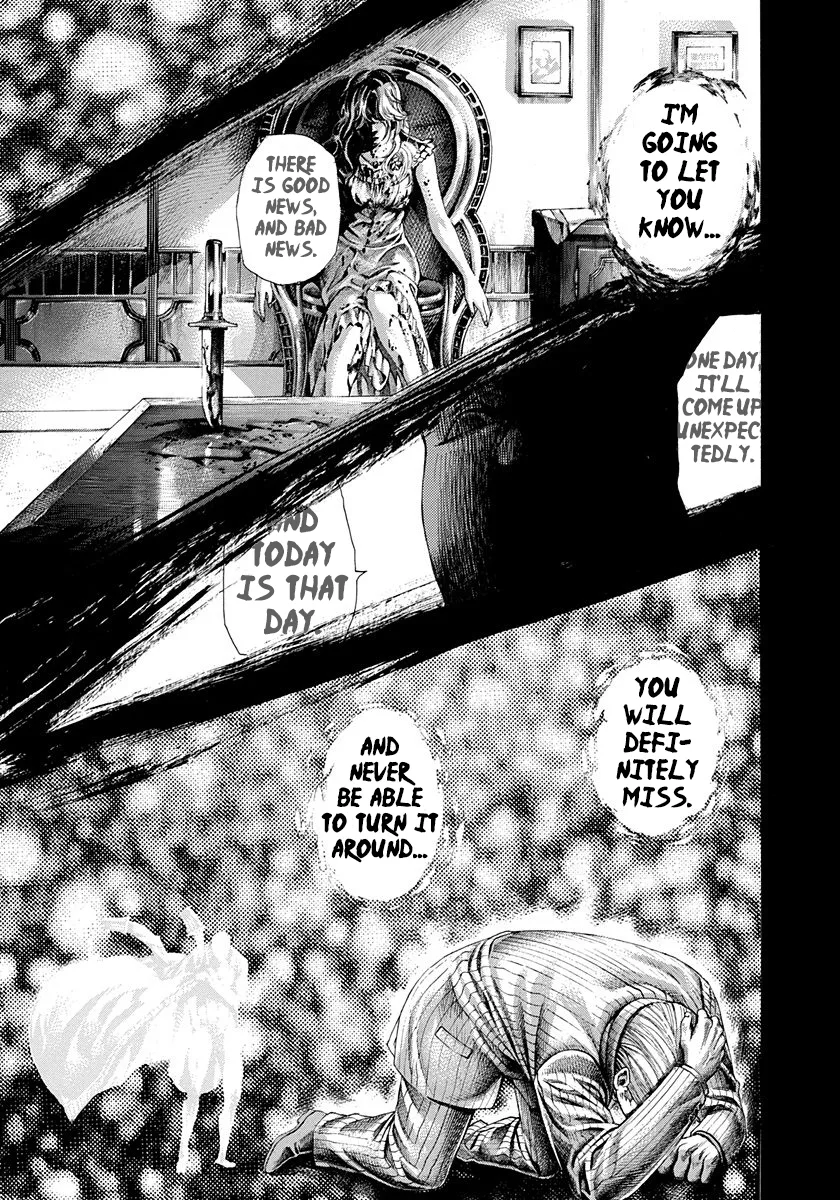 I'M
GOING
TO LET
YOU
KNOW...
THERE
IS GOOD
NEWS,
AND BAD
NEWS.
ONE DAY,
IT'LL
COME UP
UNEXPEC-
TEDLY.
AND
TODAY
IS THAT
DAY.
YOU
WILL
DEFI-
NITELY
MISS.
AND
NEVER
BE ABLE
TO TURN IT
AROUND...